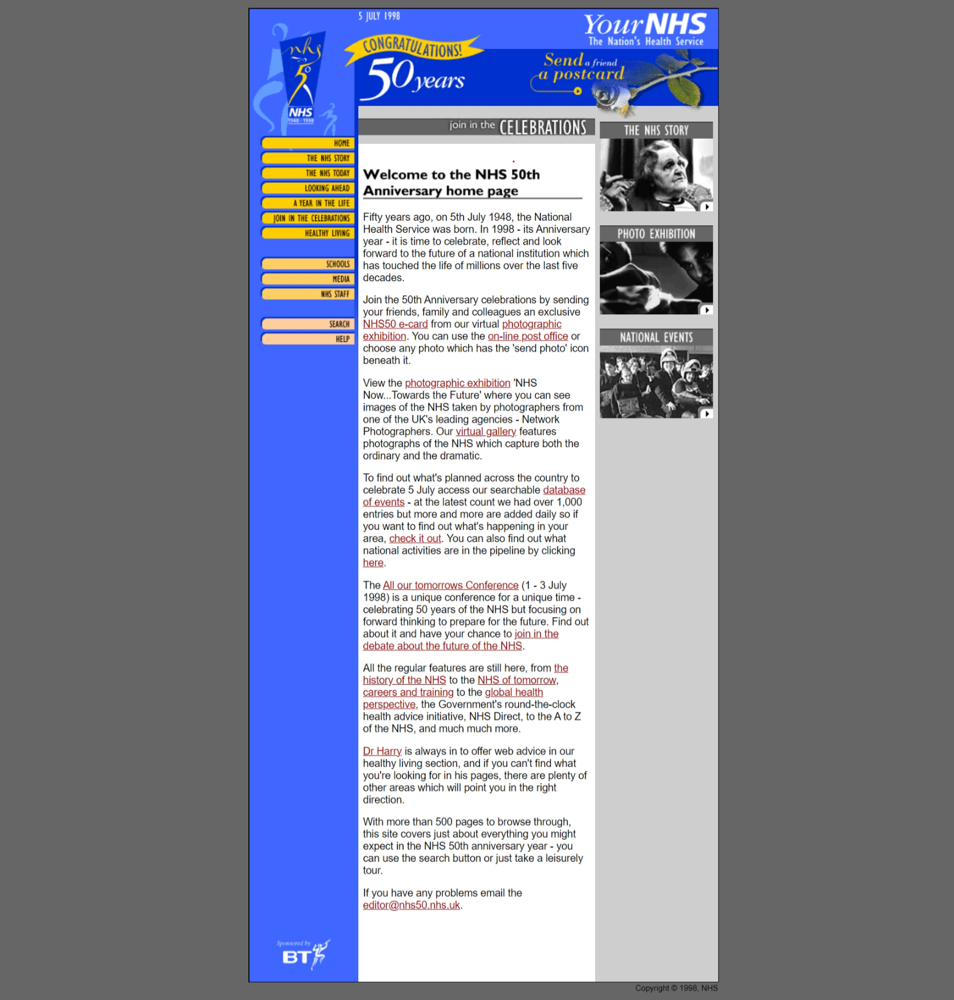 5 JULY 1998
YourNHS
The Nation's Health Service
nhs
50
NHS
1948 - 1998
CONGRATULATIONS!
50 years
Send a friend
a postcard
join in the CELEBRATIONS
HOME
THE NHS STORY
THE NHS TODAY
LOOKING AHEAD
A YEAR IN THE LIFE
JOIN IN THE CELEBRATIONS
HEALTHY LIVING
SCHOOLS
MEDIA
NHS STAFF
SEARCH
HELP
Welcome to the NHS 50th
Anniversary home page
Fifty years ago, on 5th July 1948, the National
Health Service was born. In 1998 - its Anniversary
year - it is time to celebrate, reflect and look
forward to the future of a national institution which
has touched the life of millions over the last five
decades.
Join the 50th Anniversary celebrations by sending
your friends, family and colleagues an exclusive
NHS50 e-card from our virtual photographic
exhibition. You can use the on-line post office or
choose any photo which has the 'send photo' icon
beneath it.
View the photographic exhibition 'NHS
Now...Towards the Future' where you can see
images of the NHS taken by photographers from
one of the UK's leading agencies - Network
Photographers. Our virtual gallery features
photographs of the NHS which capture both the
ordinary and the dramatic.
To find out what's planned across the country to
celebrate 5 July access our searchable database
of events - at the latest count we had over 1,000
entries but more and more are added daily so if
you want to find out what's happening in your
area, check it out. You can also find out what
national activities are in the pipeline by clicking
here.
The All our tomorrows Conference (1 - 3 July
1998) is a unique conference for a unique time -
celebrating 50 years of the NHS but focusing on
forward thinking to prepare for the future. Find out
about it and have your chance to join in the
debate about the future of the NHS.
All the regular features are still here, from the
history of the NHS to the NHS of tomorrow,
careers and training to the global health
perspective, the Government's round-the-clock
health advice initiative, NHS Direct, to the A to Z
of the NHS, and much much more.
Dr Harry is always in to offer web advice in our
healthy living section, and if you can't find what
you're looking for in his pages, there are plenty of
other areas which will point you in the right
direction.
With more than 500 pages to browse through,
this site covers just about everything you might
expect in the NHS 50th anniversary year - you
can use the search button or just take a leisurely
tour.
If you have any problems email the
editor@nhs50.nhs.uk.
THE NHS STORY
PHOTO EXHIBITION
NATIONAL EVENTS
Sponsored by
BT
Copyright © 1998, NHS